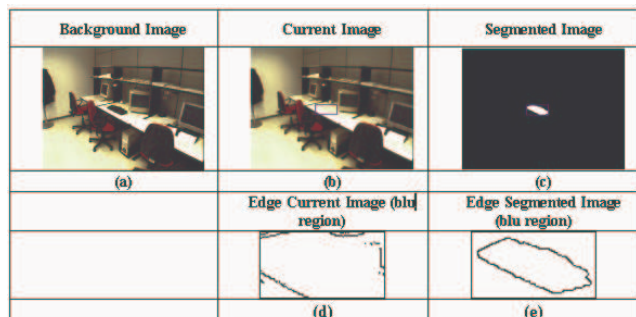 Background Image
Current Image
Segmented Image
(a)
(b)
(c)
Edge Current Image (blu
region)
Edge Segmented Image
(blu region)
(d)
(e)